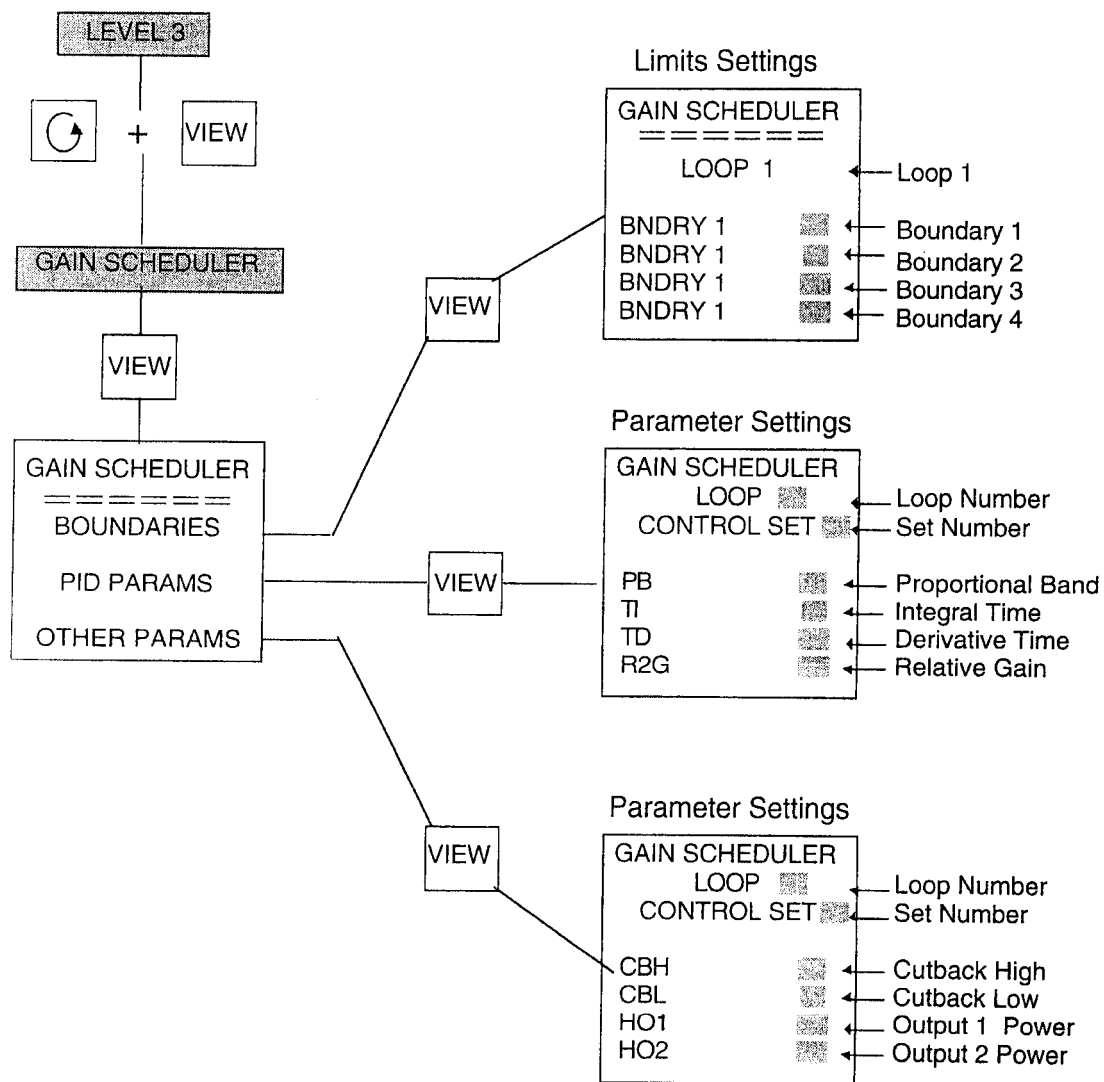 LEVEL 3
+ VIEW
GAIN SCHEDULER
VIEW
GAIN SCHEDULER
======
BOUNDARIES
PID PARAMS
OTHER PARAMS
VIEW
VIEW
VIEW
Limits Settings
GAIN SCHEDULER
======
LOOP 1 Loop 1
BNDRY 1 Boundary 1
BNDRY 1 Boundary 2
BNDRY 1 Boundary 3
BNDRY 1 Boundary 4
Parameter Settings
GAIN SCHEDULER
LOOP Loop Number
CONTROL SET Set Number
PB Proportional Band
TI Integral Time
TD Derivative Time
R2G Relative Gain
Parameter Settings
GAIN SCHEDULER
LOOP Loop Number
CONTROL SET Set Number
CBH Cutback High
CBL Cutback Low
HO1 Output 1 Power
HO2 Output 2 Power